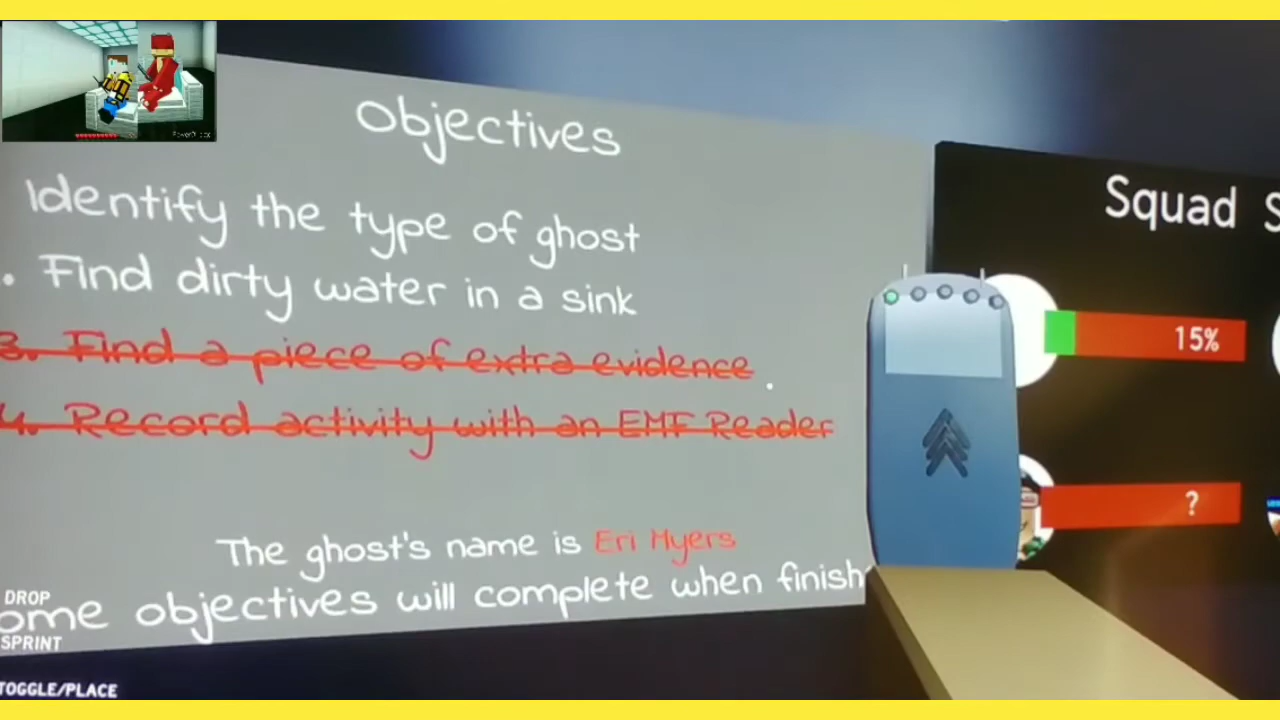 Objectives
Identify the type of ghost
. Find dirty water in a sink
3. Find a piece of extra evidence.
4. Record activity with an EMF Reader
The ghost's name is Eri Myers
ome objectives will complete when finish
Squad S
15%
?
DROP
SPRINT
TOGGLE/PLACE